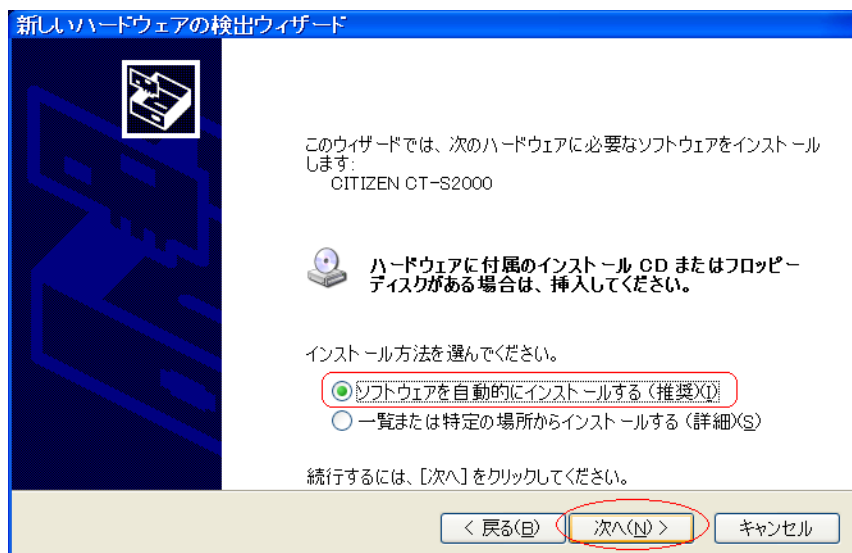 新しいハードウェアの検出ウィザード
このウィザードでは、次のハードウェアに必要なソフトウェアをインストール
します:
CITIZEN CT-S2000
ハードウェアに付属のインストール CD またはフロッピー
ディスクがある場合は、挿入してください。
インストール方法を選んでください。
ソフトウェアを自動的にインストールする (推奨)(I)
一覧または特定の場所からインストールする (詳細)(S)
続行するには、[次へ] をクリックしてください。
< 戻る(B) 次へ(N) > キャンセル